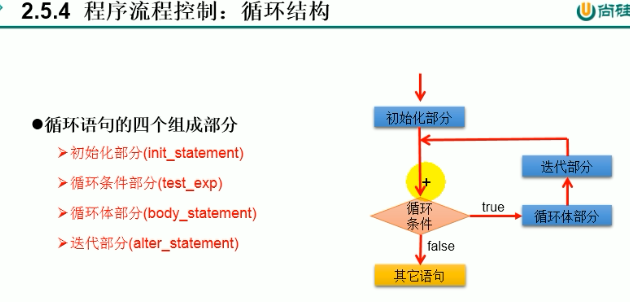 2.5.4 程序流程控制：循环结构
尚硅
●循环语句的四个组成部分
➢初始化部分(init_statement)
➢循环条件部分(test_exp)
➢循环体部分(body_statement)
➢迭代部分(alter_statement)
初始化部分
迭代部分
循环
条件
true
循环体部分
false
其它语句